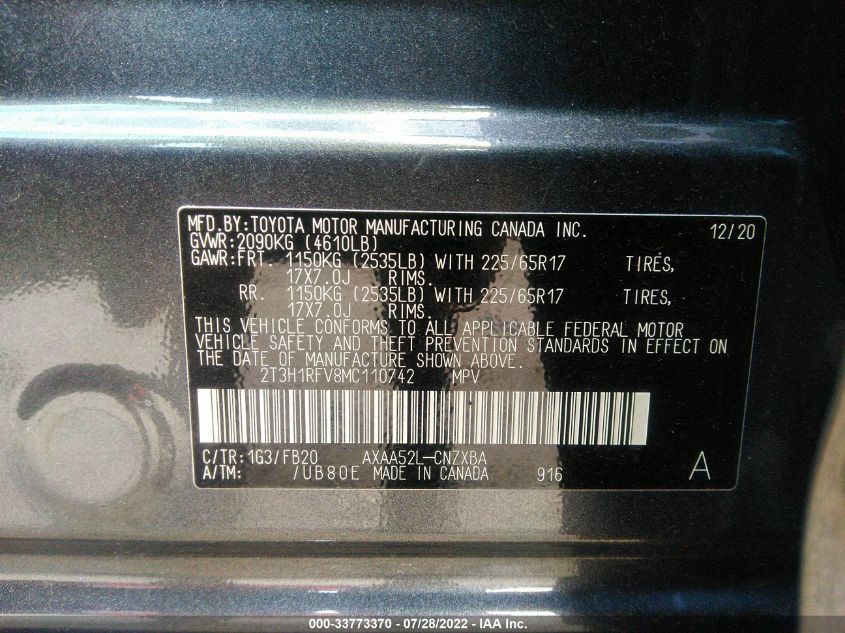 MFD.BY:TOYOTA MOTOR MANUFACTURING CANADA INC. 12/20
GVWR:2090KG (4610LB)
GAWR:FRT. 1150KG (2535LB) WITH 225/65R17 TIRES,
17X7.0J RIMS.
RR. 1150KG (2535LB) WITH 225/65R17 TIRES,
17X7.0J RIMS.
THIS VEHICLE CONFORMS TO ALL APPLICABLE FEDERAL MOTOR
VEHICLE SAFETY AND THEFT PREVENTION STANDARDS IN EFFECT ON
THE DATE OF MANUFACTURE SHOWN ABOVE.
2T3H1RFV8MC110742 MPV
C/TR:1G3/FB20 AXAA52L-CNZXBA
A/TM: /UB80E MADE IN CANADA 916 A
000-33773370 - 07/28/2022 - IAA Inc.